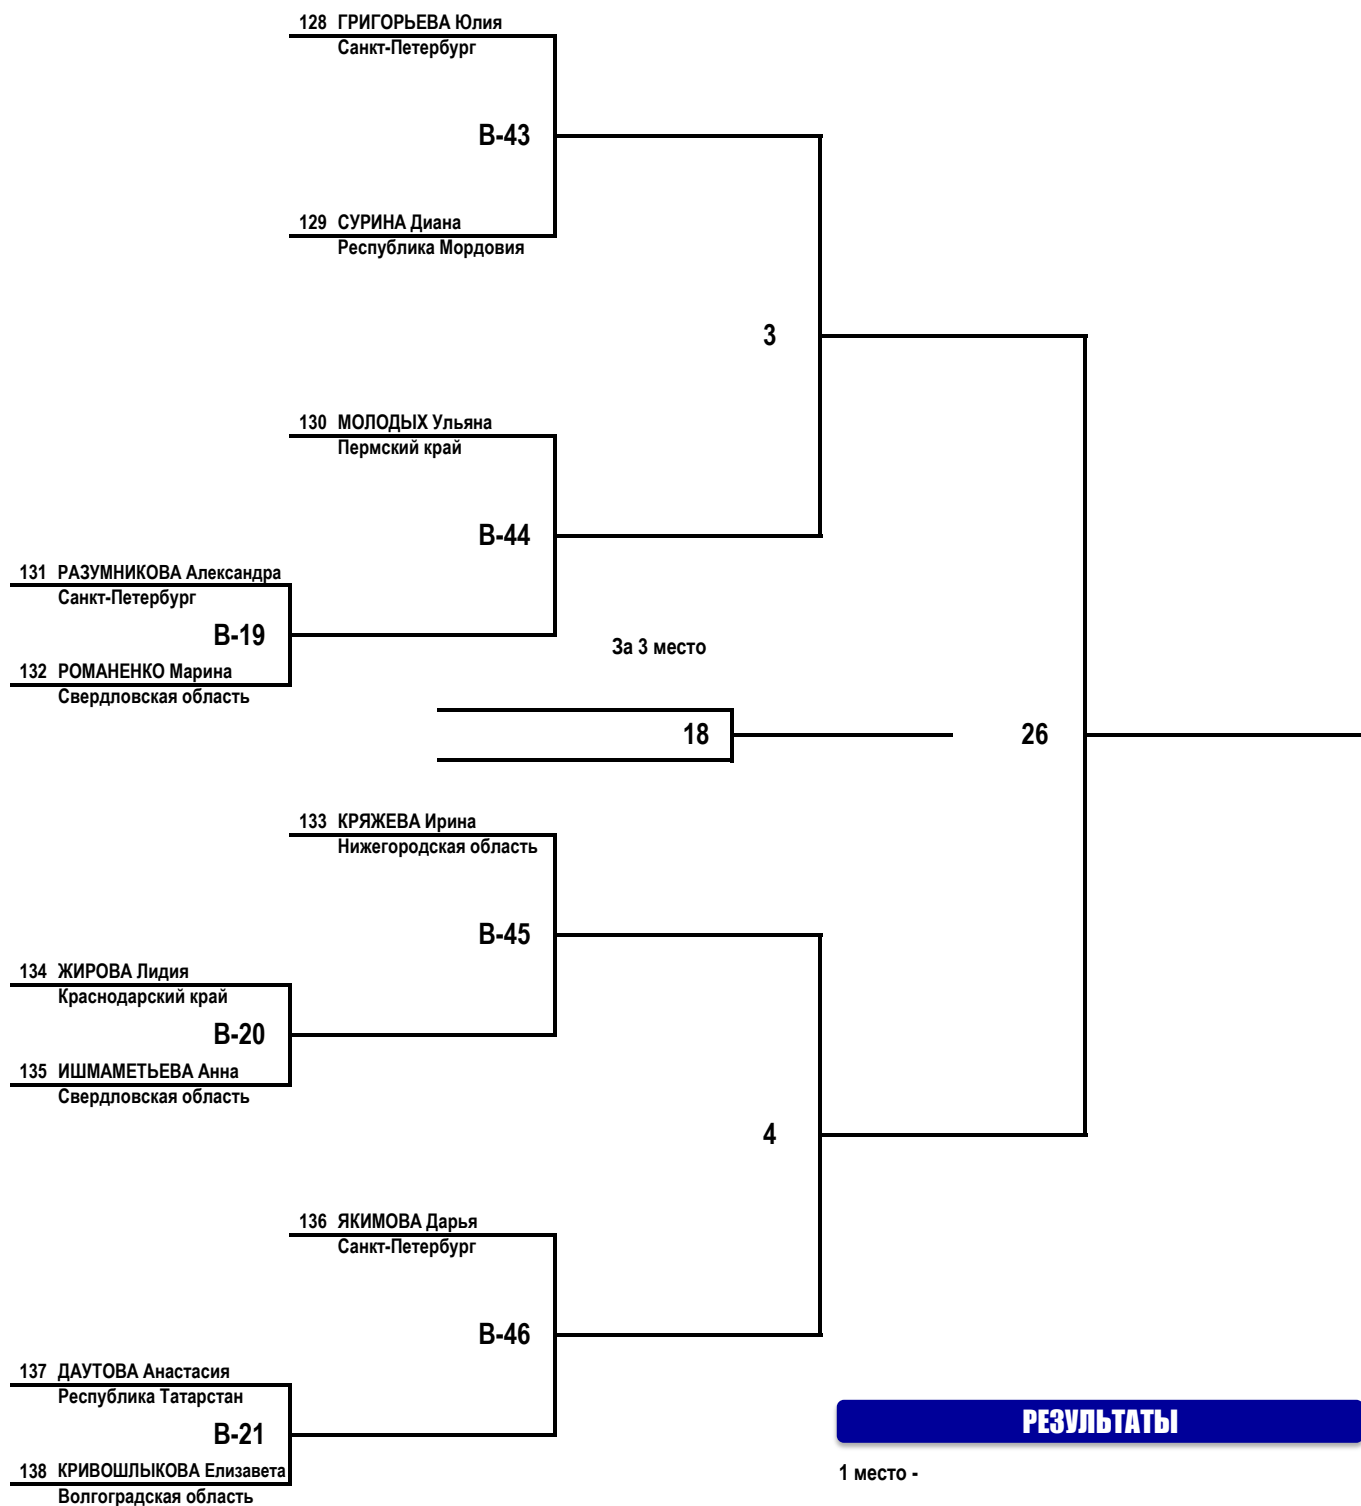 128 ГРИГОРЬЕВА Юлия
Санкт-Петербург
В-43
129 СУРИНА Диана
Республика Мордовия
3
130 МОЛОДЫХ Ульяна
Пермский край
В-44
131 РАЗУМНИКОВА Александра
Санкт-Петербург
В-19
За 3 место
132 РОМАНЕНКО Марина
Свердловская область
18
26
133 КРЯЖЕВА Ирина
Нижегородская область
В-45
134 ЖИРОВА Лидия
Краснодарский край
В-20
135 ИШМАМЕТЬЕВА Анна
Свердловская область
4
136 ЯКИМОВА Дарья
Санкт-Петербург
В-46
137 ДАУТОВА Анастасия
Республика Татарстан
РЕЗУЛЬТАТЫ
В-21
138 КРИВОШЛЫКОВА Елизавета
1 место -
Волгоградская область